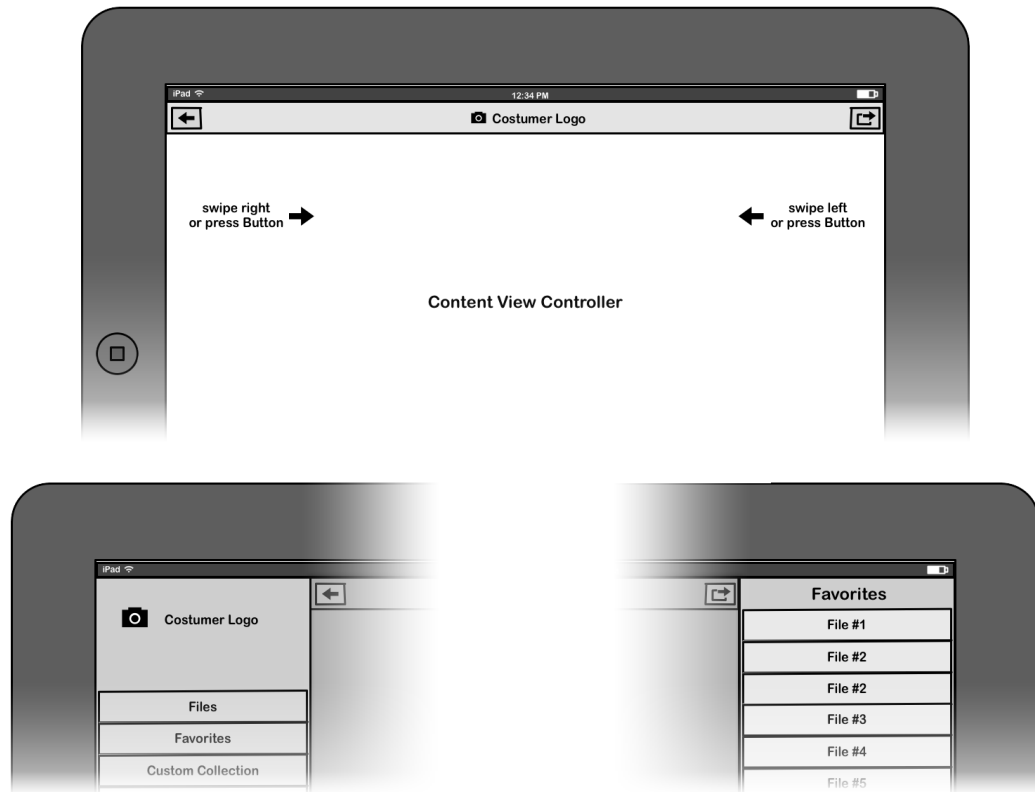 iPad
12:34 PM
Costumer Logo
swipe right
or press Button
swipe left
or press Button
Content View Controller
iPad
Costumer Logo
Files
Favorites
Custom Collection
Favorites
File #1
File #2
File #2
File #3
File #4
File #5